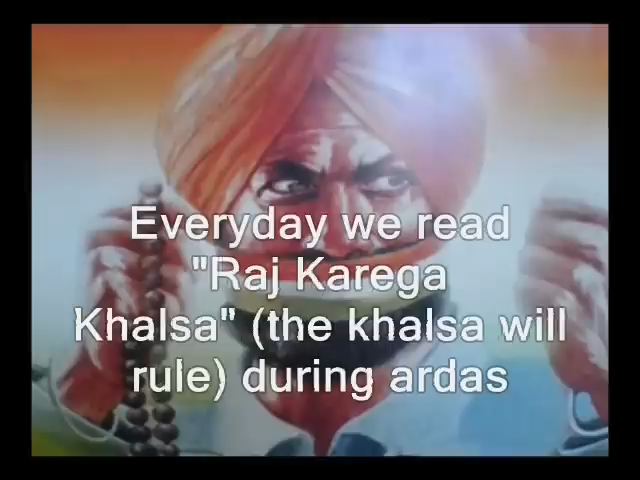 Everyday we read
"Raj Karega
Khalsa" (the khalsa will
rule) during ardas